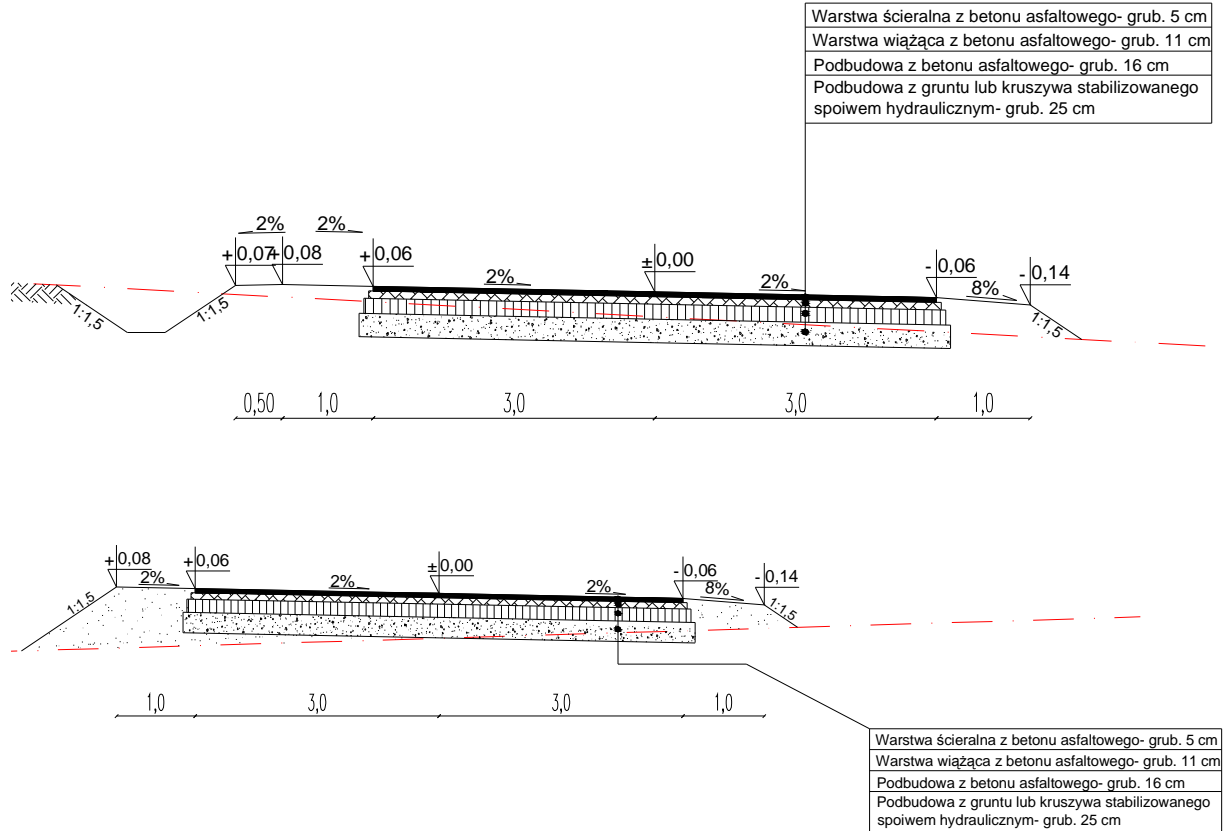 Warstwa ścieralna z betonu asfaltowego- grub. 5 cm
Warstwa wiążąca z betonu asfaltowego- grub. 11 cm
Podbudowa z betonu asfaltowego- grub. 16 cm
Podbudowa z gruntu lub kruszywa stabilizowanego
spoiwem hydraulicznym- grub. 25 cm
2% 2%
+0,07 +0,08 +0,06 ±0,00 -0,06 -0,14
2% 2% 8%
1:1,5 1:1,5 1:1,5
0,50 1,0 3,0 3,0 1,0
+0,08 +0,06 ±0,00 -0,06 -0,14
2% 2% 2% 8%
1:1,5 1:1,5
1,0 3,0 3,0 1,0
Warstwa ścieralna z betonu asfaltowego- grub. 5 cm
Warstwa wiążąca z betonu asfaltowego- grub. 11 cm
Podbudowa z betonu asfaltowego- grub. 16 cm
Podbudowa z gruntu lub kruszywa stabilizowanego
spoiwem hydraulicznym- grub. 25 cm